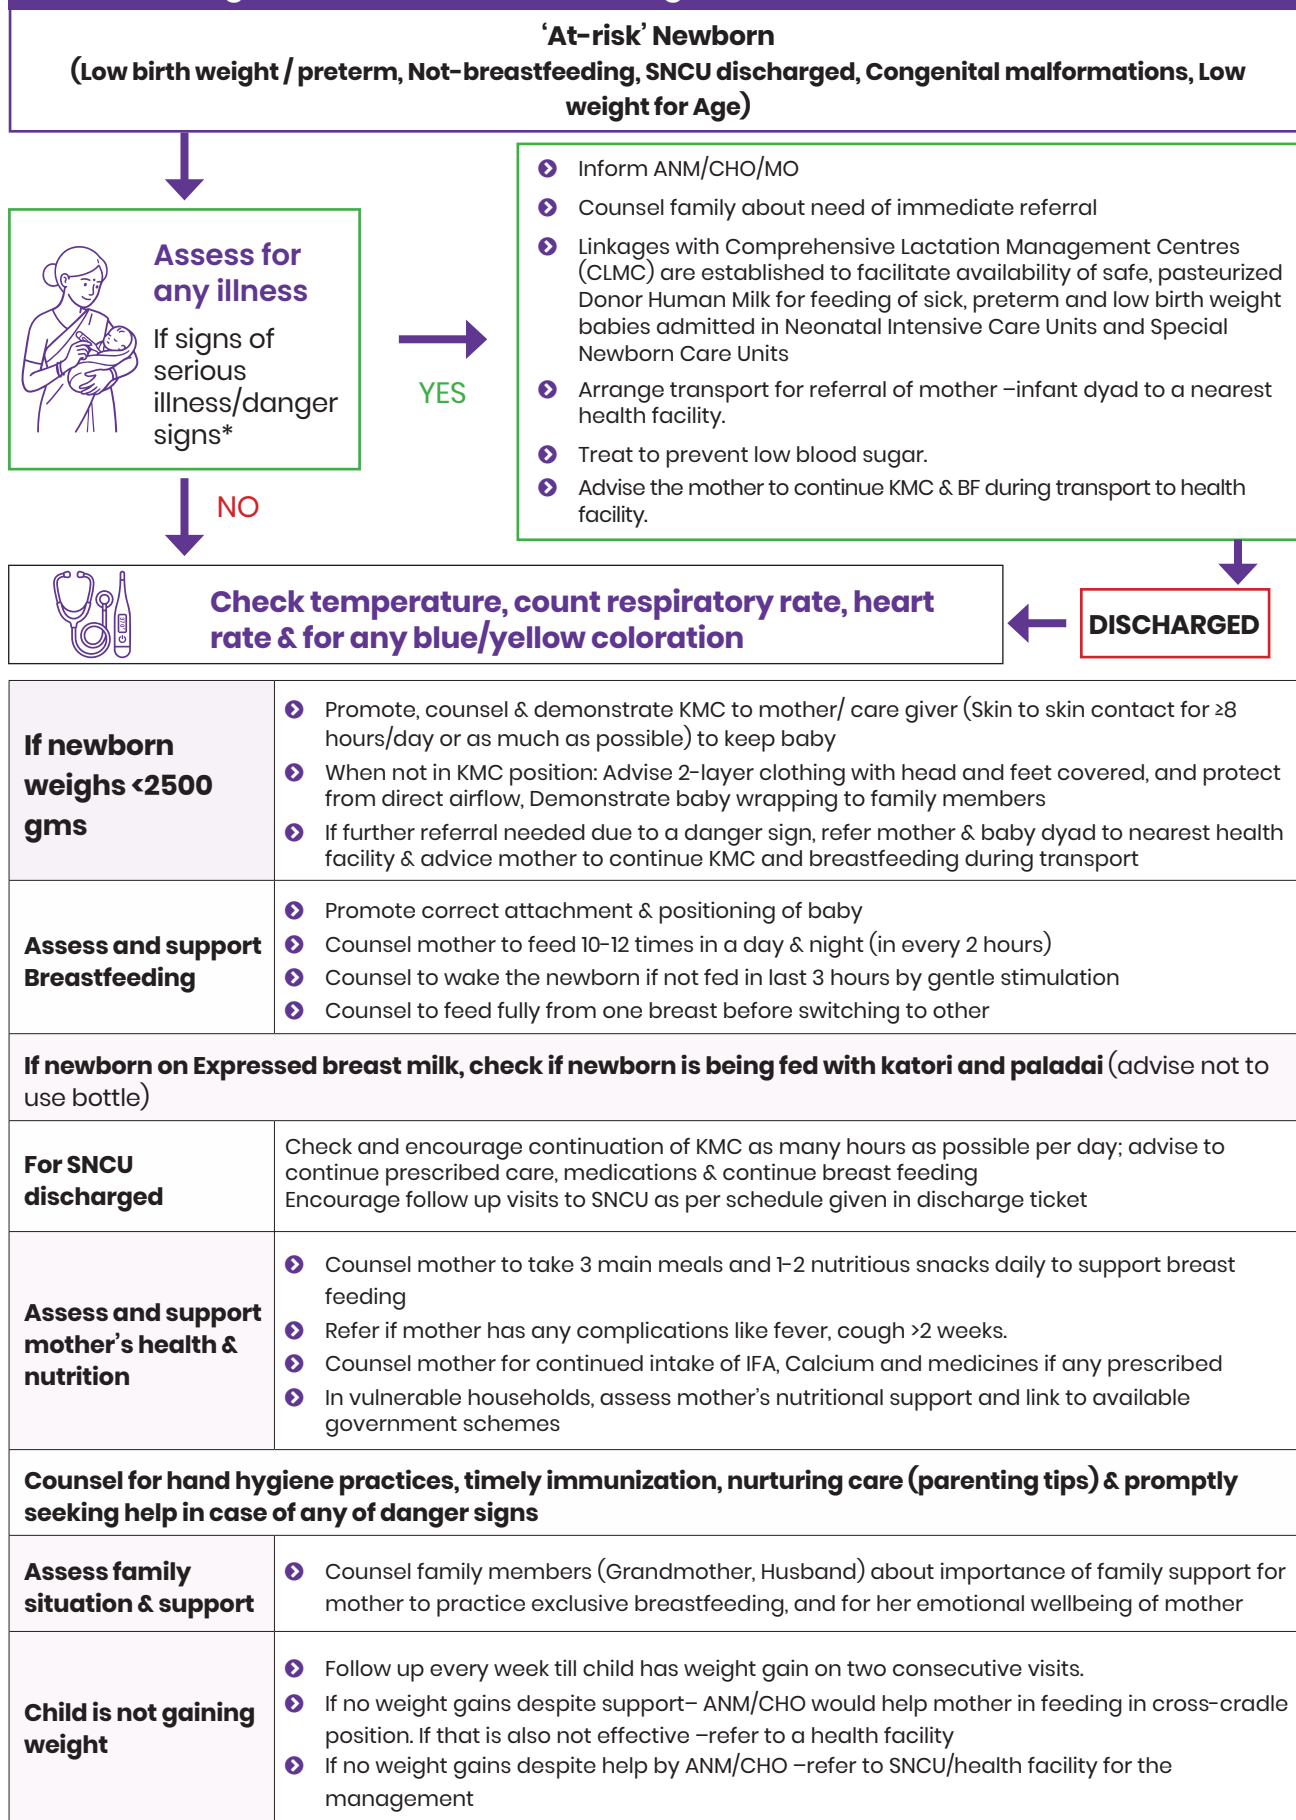 ‘At-risk’ Newborn
(Low birth weight / preterm, Not-breastfeeding, SNCU discharged, Congenital malformations, Low
weight for Age)
Assess for
any illness
If signs of
serious
illness/danger
signs*
YES
NO
Inform ANM/CHO/MO
Counsel family about need of immediate referral
Linkages with Comprehensive Lactation Management Centres
(CLMC) are established to facilitate availability of safe, pasteurized
Donor Human Milk for feeding of sick, preterm and low birth weight
babies admitted in Neonatal Intensive Care Units and Special
Newborn Care Units
Arrange transport for referral of mother –infant dyad to a nearest
health facility.
Treat to prevent low blood sugar.
Advise the mother to continue KMC & BF during transport to health
facility.
DISCHARGED
Check temperature, count respiratory rate, heart
rate & for any blue/yellow coloration
If newborn
weighs <2500
gms
Promote, counsel & demonstrate KMC to mother/ care giver (Skin to skin contact for ≥8
hours/day or as much as possible) to keep baby
When not in KMC position: Advise 2-layer clothing with head and feet covered, and protect
from direct airflow, Demonstrate baby wrapping to family members
If further referral needed due to a danger sign, refer mother & baby dyad to nearest health
facility & advice mother to continue KMC and breastfeeding during transport
Assess and support
Breastfeeding
Promote correct attachment & positioning of baby
Counsel mother to feed 10-12 times in a day & night (in every 2 hours)
Counsel to wake the newborn if not fed in last 3 hours by gentle stimulation
Counsel to feed fully from one breast before switching to other
If newborn on Expressed breast milk, check if newborn is being fed with katori and paladai (advise not to
use bottle)
For SNCU
discharged
Check and encourage continuation of KMC as many hours as possible per day; advise to
continue prescribed care, medications & continue breast feeding
Encourage follow up visits to SNCU as per schedule given in discharge ticket
Assess and support
mother’s health &
nutrition
Counsel mother to take 3 main meals and 1-2 nutritious snacks daily to support breast
feeding
Refer if mother has any complications like fever, cough >2 weeks.
Counsel mother for continued intake of IFA, Calcium and medicines if any prescribed
In vulnerable households, assess mother’s nutritional support and link to available
government schemes
Counsel for hand hygiene practices, timely immunization, nurturing care (parenting tips) & promptly
seeking help in case of any of danger signs
Assess family
situation & support
Counsel family members (Grandmother, Husband) about importance of family support for
mother to practice exclusive breastfeeding, and for her emotional wellbeing of mother
Child is not gaining
weight
Follow up every week till child has weight gain on two consecutive visits.
If no weight gains despite support– ANM/CHO would help mother in feeding in cross-cradle
position. If that is also not effective –refer to a health facility
If no weight gains despite help by ANM/CHO –refer to SNCU/health facility for the
management